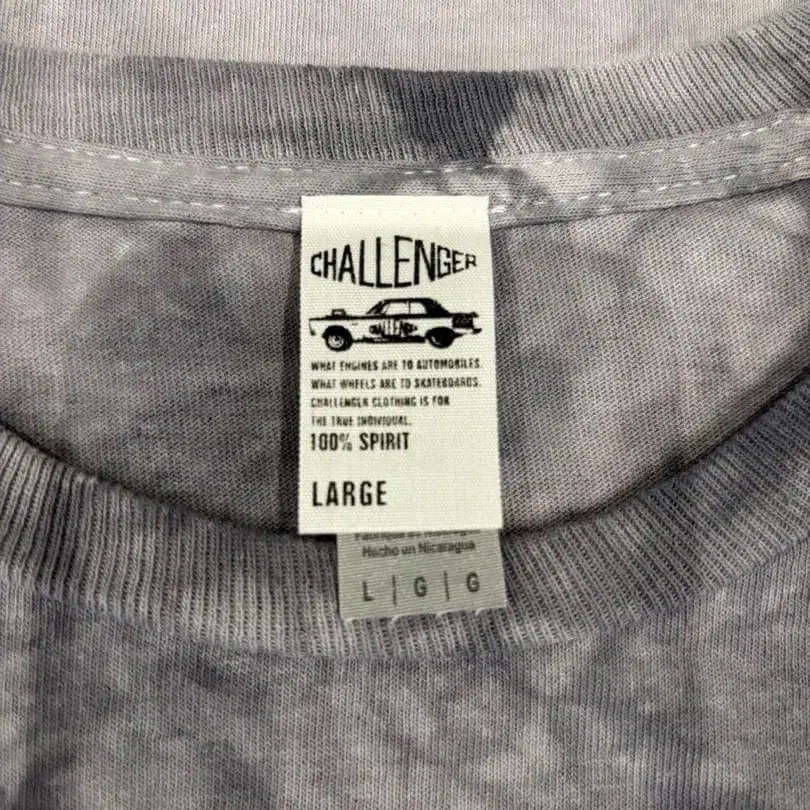 CHALLENGER
CHALLENGER
WHAT ENGINES ARE TO AUTOMOBILES.
WHAT WHEELS ARE TO SKATEBOARDS.
CHALLENGER CLOTHING IS FOR
THE TRUE INDIVIDUAL.
100% SPIRIT
LARGE
Hecho en Nicaragua
L | G | G